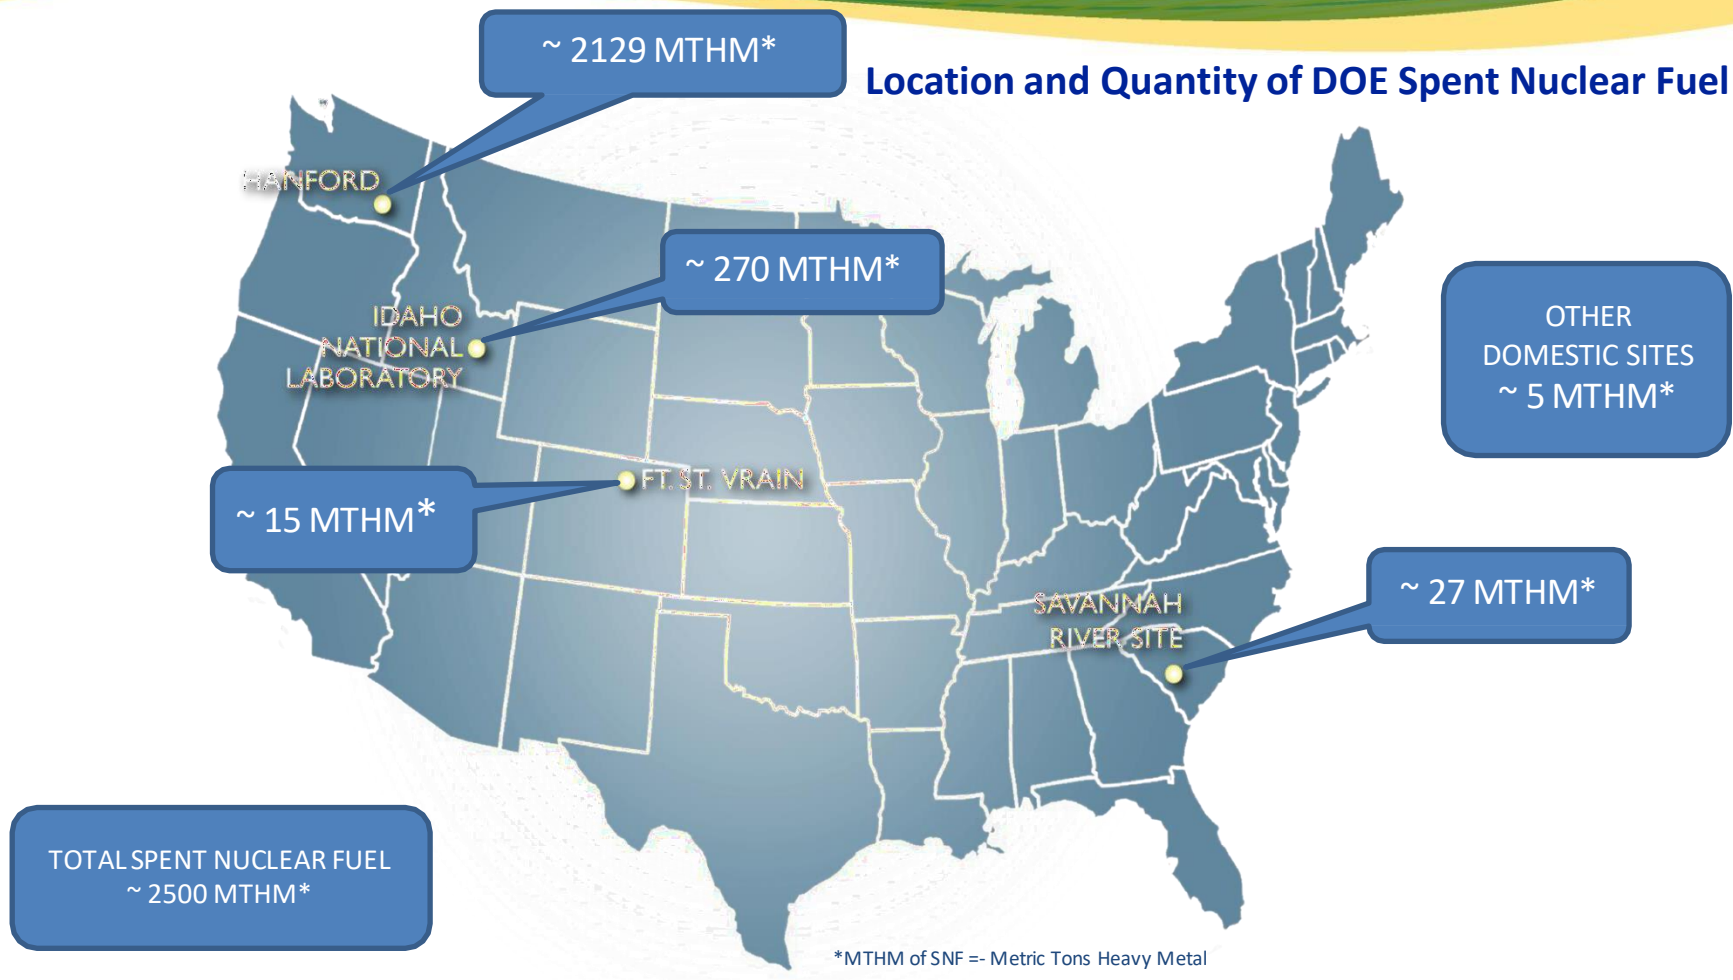 ~ 2129 MTHM*
Location and Quantity of DOE Spent Nuclear Fuel
HANFORD
~ 270 MTHM*
IDAHO
NATIONAL
LABORATORY
OTHER
DOMESTIC SITES
~ 5 MTHM*
FT. ST. VRAIN
~ 15 MTHM*
~ 27 MTHM*
SAVANNAH
RIVER SITE
TOTAL SPENT NUCLEAR FUEL
~ 2500 MTHM*
*MTHM of SNF =- Metric Tons Heavy Metal